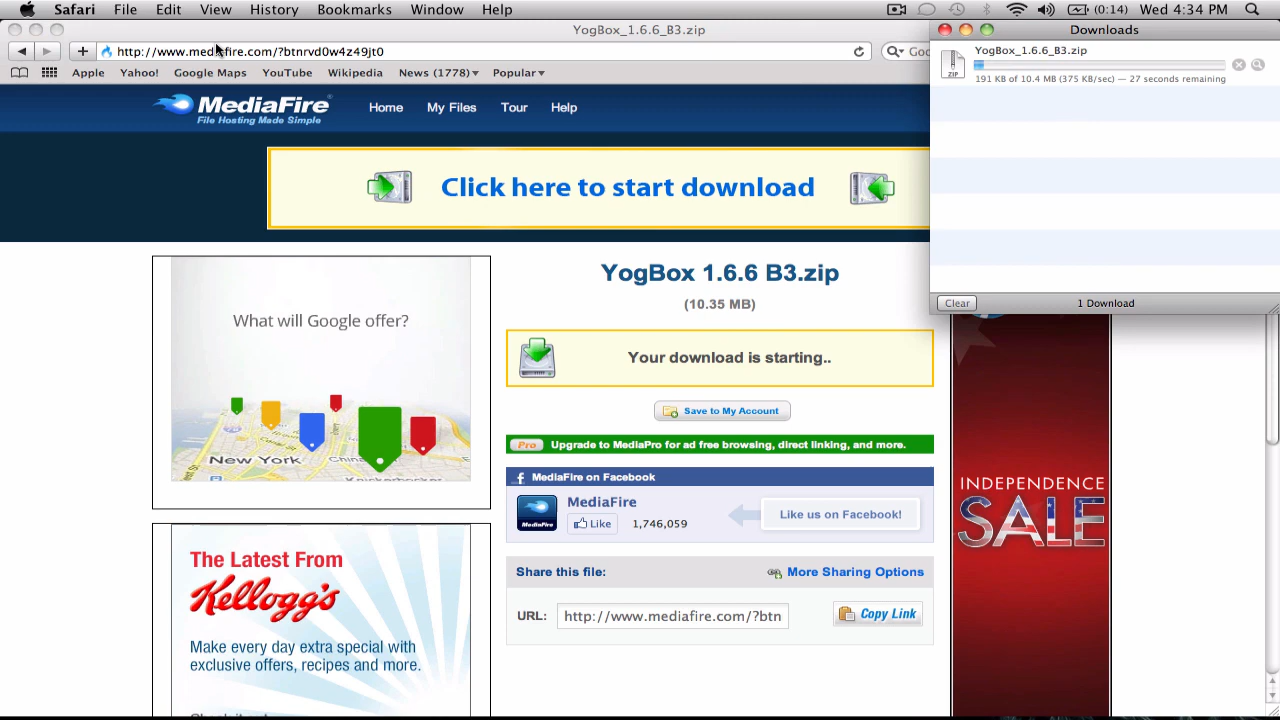 Safari File Edit View History Bookmarks Window Help
(0:14) Wed 4:34 PM
YogBox_1.6.6_B3.zip
http://www.mediafire.com/?btnrvd0w4z49jt0
Goo
Apple Yahoo! Google Maps YouTube Wikipedia News (1778) Popular
Downloads
YogBox_1.6.6_B3.zip
ZIP
191 KB of 10.4 MB (375 KB/sec) — 27 seconds remaining
Clear
1 Download
MediaFire
File Hosting Made Simple
Home My Files Tour Help
Click here to start download
What will Google offer?
New York
YogBox 1.6.6 B3.zip
(10.35 MB)
Your download is starting..
Save to My Account
Pro Upgrade to MediaPro for ad free browsing, direct linking, and more.
MediaFire on Facebook
MediaFire
MediaFire
Like 1,746,059
Like us on Facebook!
Share this file: More Sharing Options
URL: http://www.mediafire.com/?btn Copy Link
The Latest From
Kellogg's
Make every day extra special with
exclusive offers, recipes and more.
INDEPENDENCE
SALE